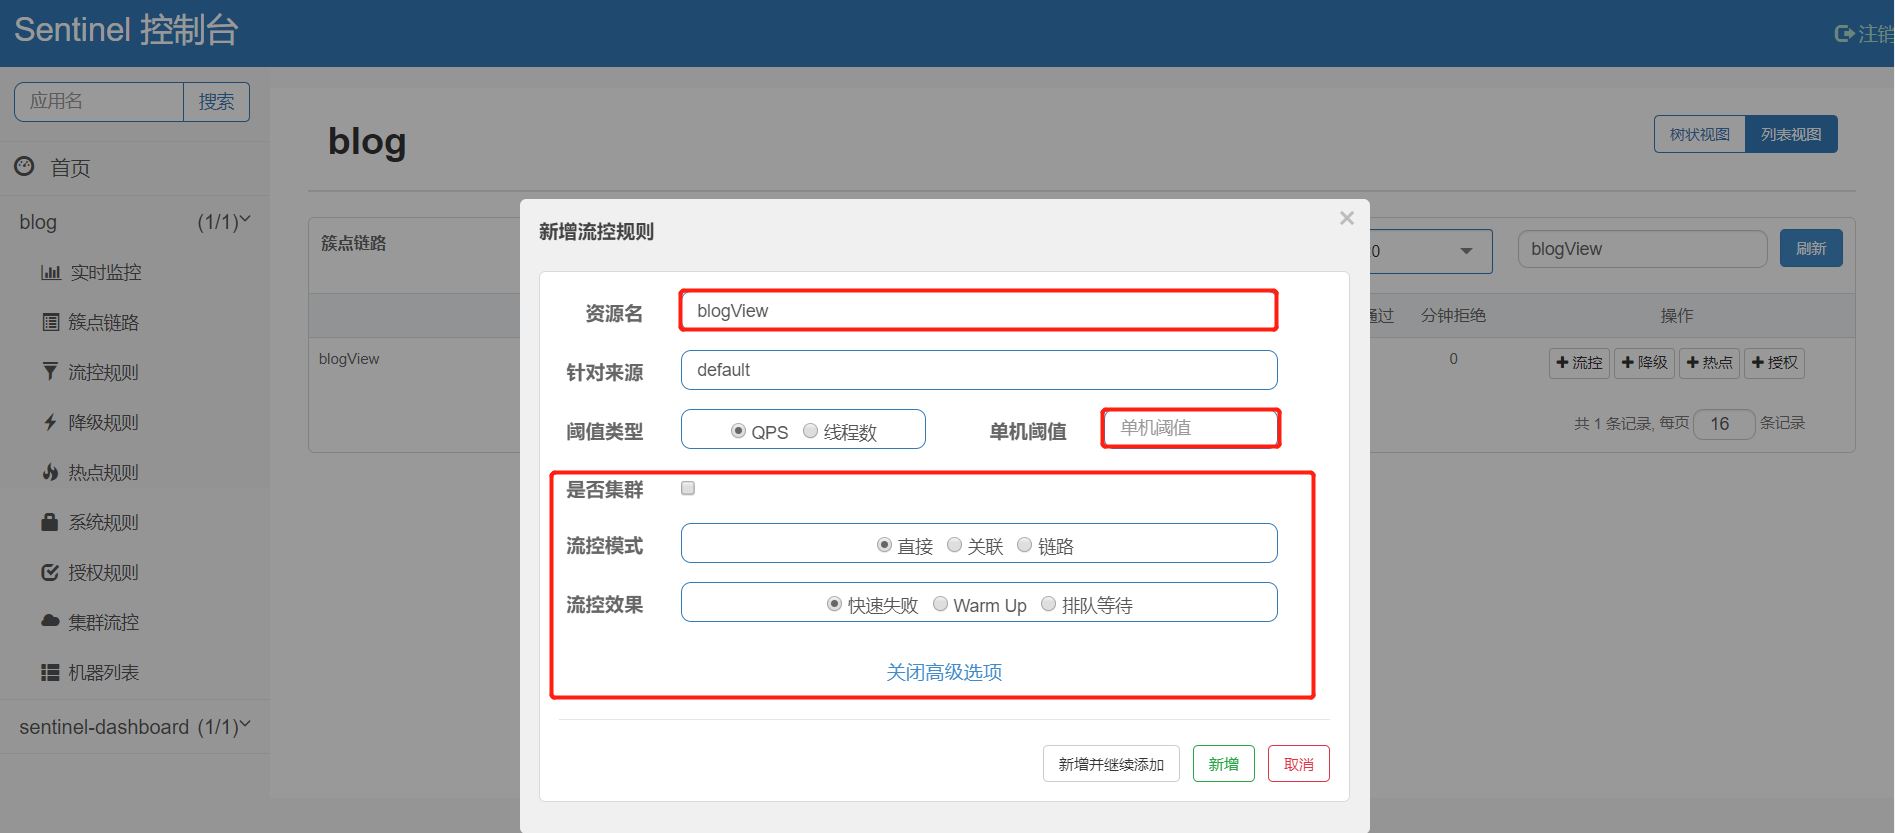 Sentinel 控制台
注销
应用名 搜索
首页
blog (1/1)
实时监控
簇点链路
流控规则
降级规则
热点规则
系统规则
授权规则
集群流控
机器列表
sentinel-dashboard (1/1)
blog
树状视图 列表视图
簇点链路
0
blogView
刷新
通过 分钟拒绝 操作
blogView 0 流控 降级 热点 授权
共 1 条记录, 每页 16 条记录
新增流控规则 ×
资源名 blogView
针对来源 default
阈值类型 QPS 线程数 单机阈值 单机阈值
是否集群
流控模式 直接 关联 链路
流控效果 快速失败 Warm Up 排队等待
关闭高级选项
新增并继续添加 新增 取消